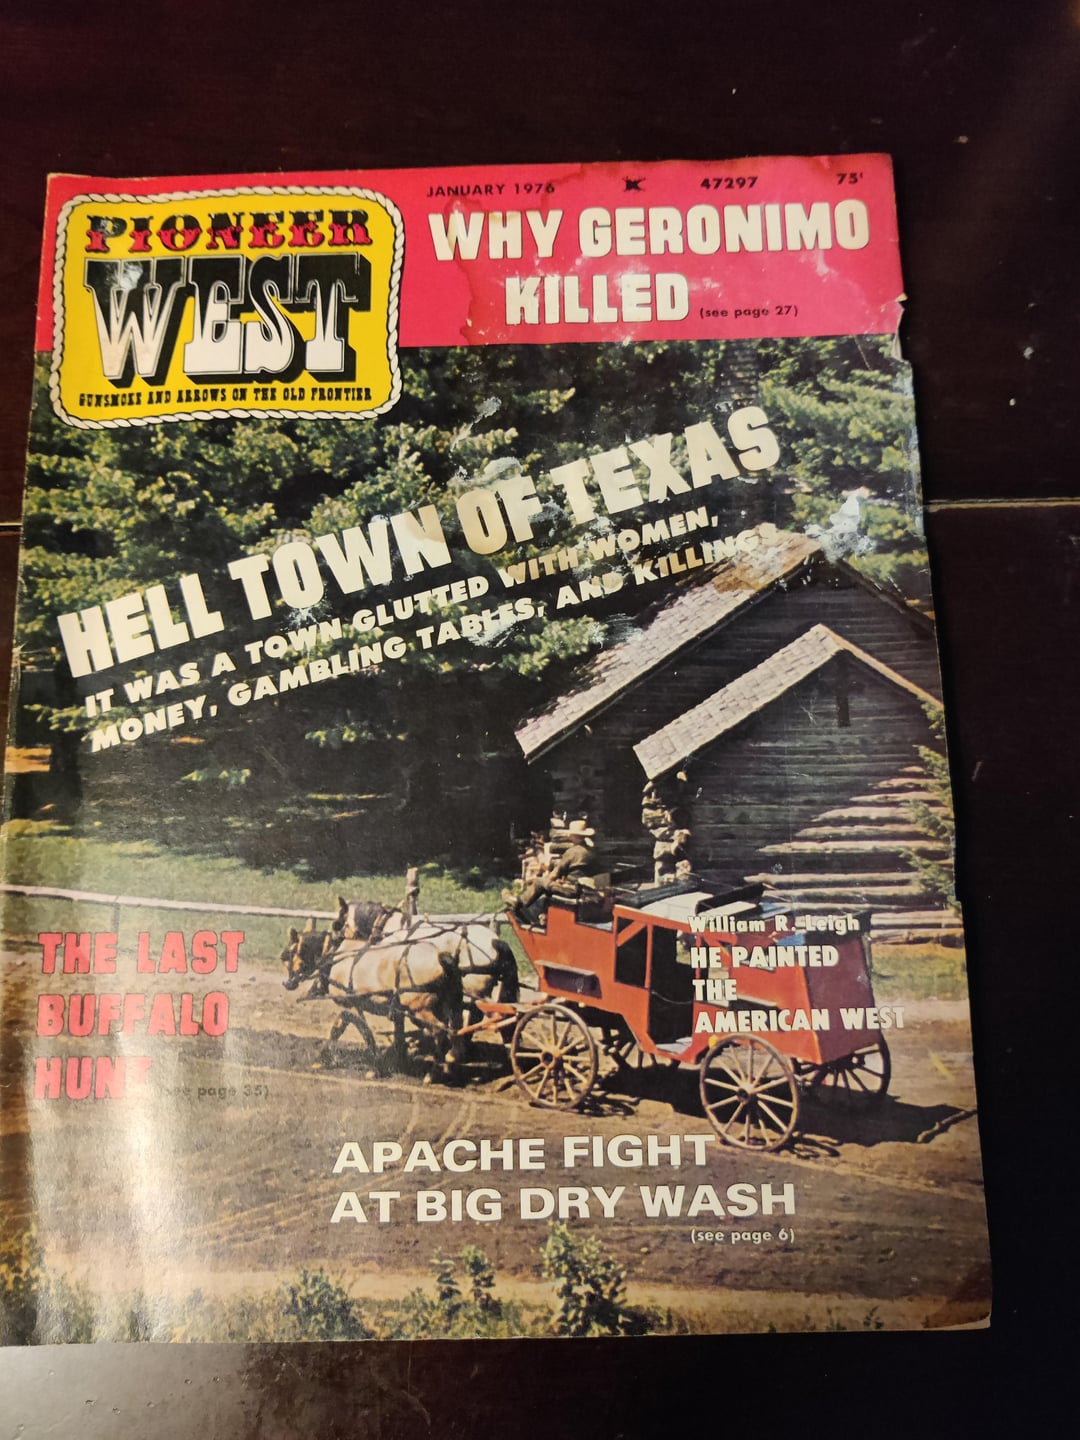 JANUARY 1976 K 47297 75¢
PIONEER
WEST
GUNSMOKE AND ARROWS ON THE OLD FRONTIER
WHY GERONIMO
KILLED (see page 27)
HELL TOWN OF TEXAS
IT WAS A TOWN GLUTTED WITH WOMEN,
MONEY, GAMBLING TABLES, AND KILLINGS
William R. Leigh
HE PAINTED
THE
AMERICAN WEST
THE LAST
BUFFALO
HUNT (see page 35)
APACHE FIGHT
AT BIG DRY WASH
(see page 6)